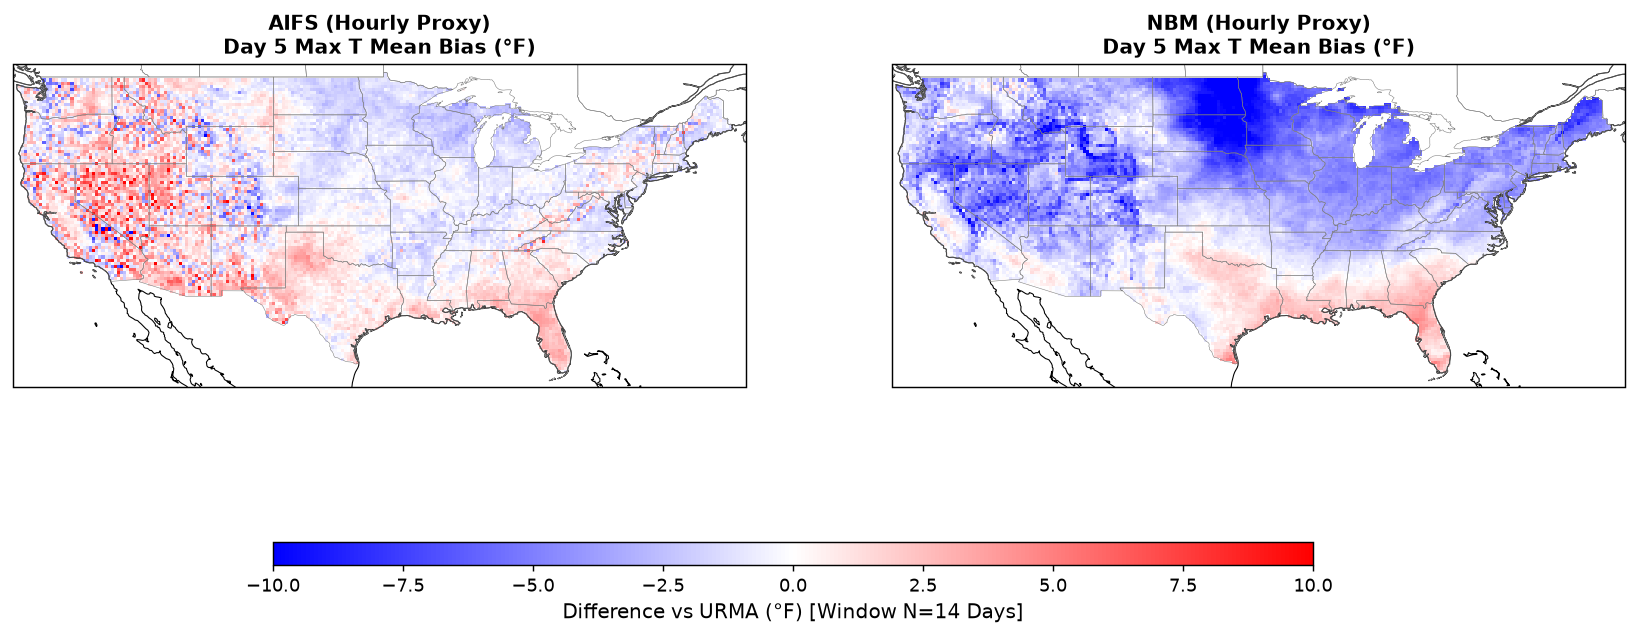 AIFS (Hourly Proxy)
Day 5 Max T Mean Bias (°F)
NBM (Hourly Proxy)
Day 5 Max T Mean Bias (°F)
−10.0 −7.5 −5.0 −2.5 0.0 2.5 5.0 7.5 10.0
Difference vs URMA (°F) [Window N=14 Days]